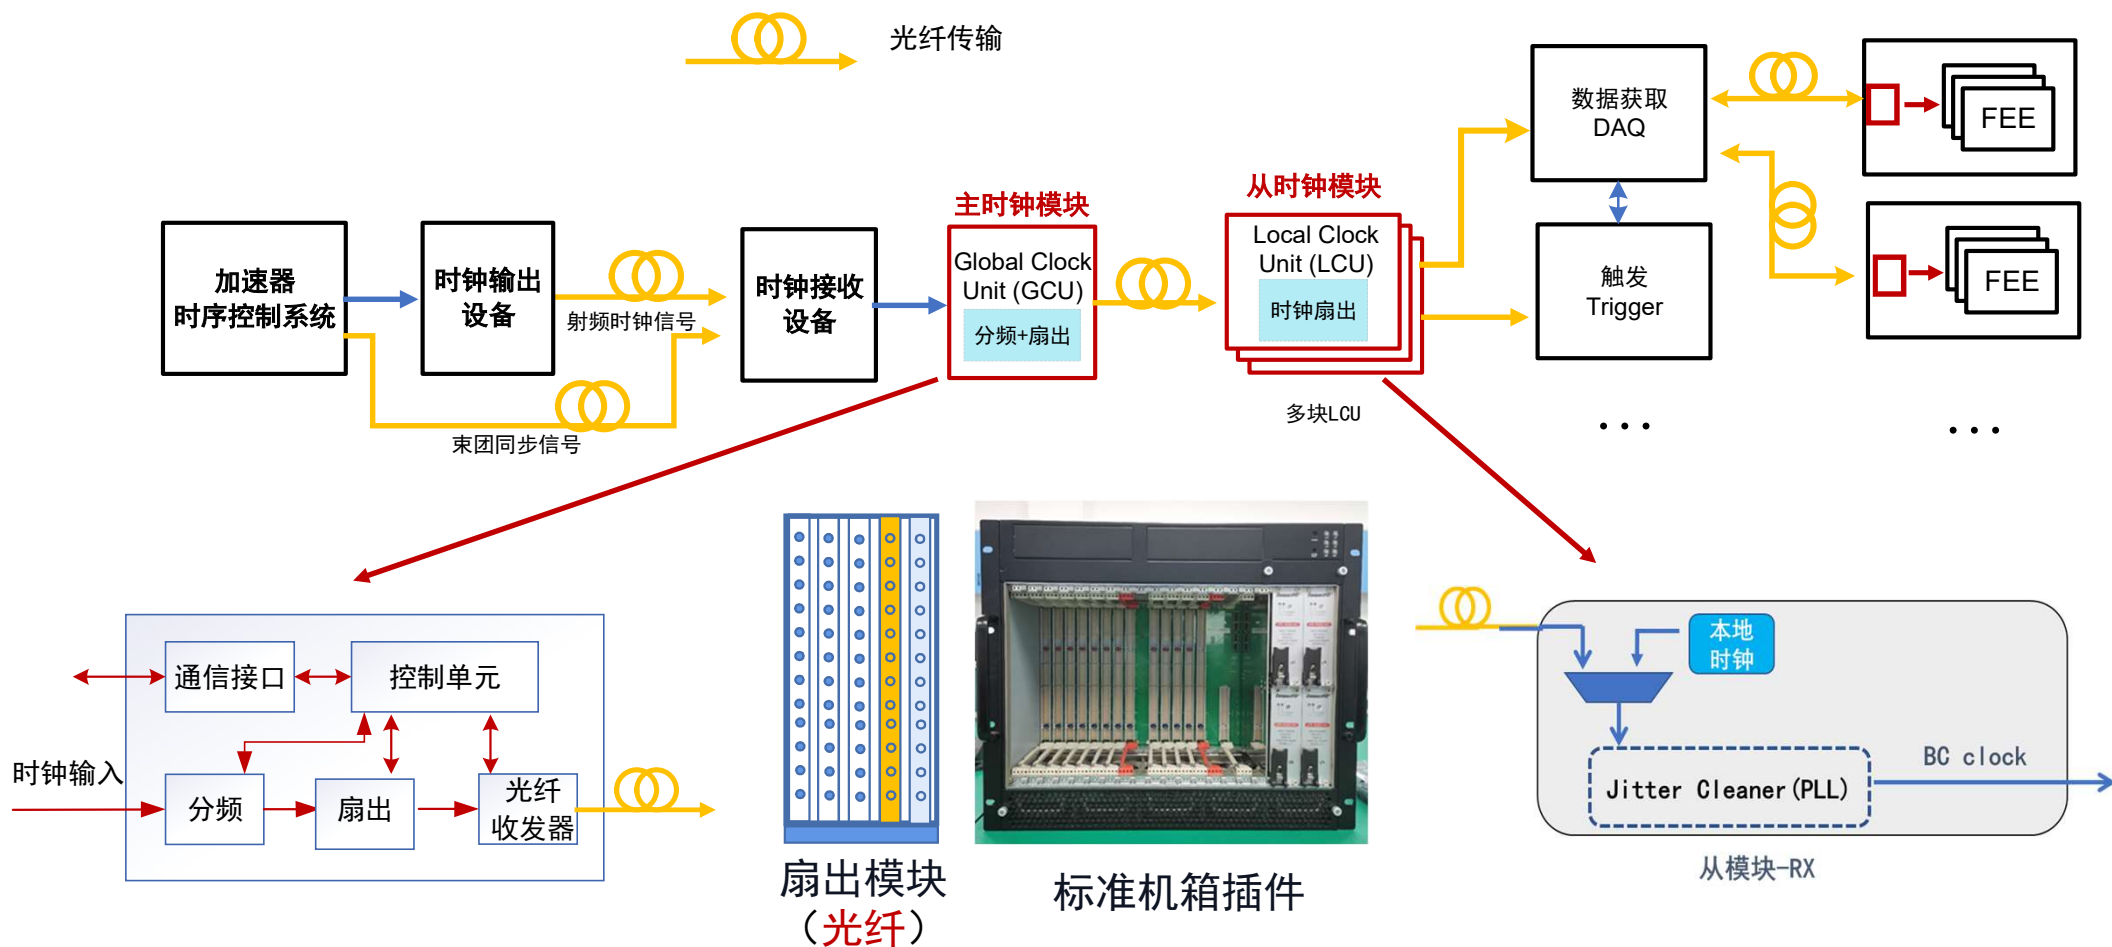 光纤传输
数据获取
DAQ
FEE
从时钟模块
主时钟模块
加速器
时序控制系统
时钟输出
设备
射频时钟信号
时钟接收
设备
Global Clock
Unit (GCU)
分频+扇出
Local Clock
Unit (LCU)
时钟扇出
触发
Trigger
FEE
束团同步信号
多块LCU
...
...
通信接口
控制单元
时钟输入
分频
扇出
光纤
收发器
扇出模块
（光纤）
标准机箱插件
本地
时钟
Jitter Cleaner(PLL)
BC clock
从模块-RX